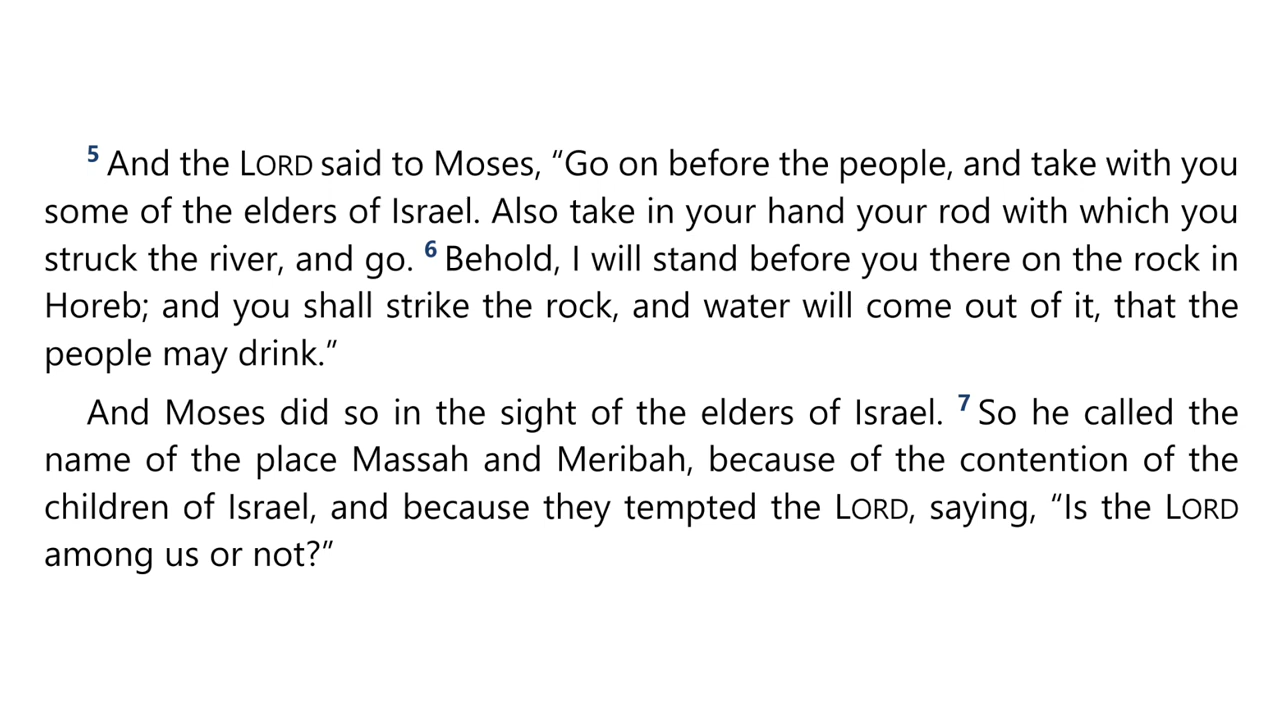 5 And the LORD said to Moses, “Go on before the people, and take with you
some of the elders of Israel. Also take in your hand your rod with which you
struck the river, and go. 6 Behold, I will stand before you there on the rock in
Horeb; and you shall strike the rock, and water will come out of it, that the
people may drink.”
And Moses did so in the sight of the elders of Israel. 7 So he called the
name of the place Massah and Meribah, because of the contention of the
children of Israel, and because they tempted the LORD, saying, “Is the LORD
among us or not?”